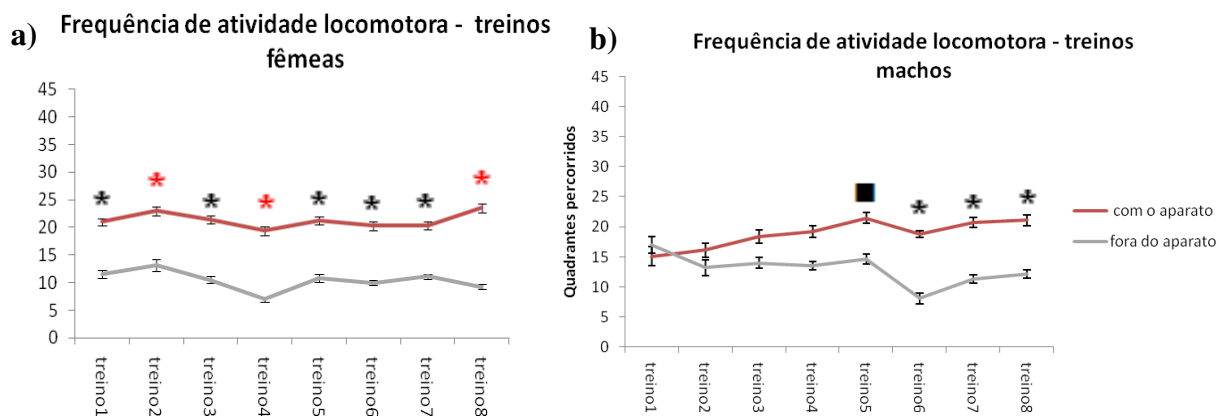 a)
Frequência de atividade locomotora - treinos
fêmeas
45
40
35
30
25
20
15
10
5
0
treino1
treino2
treino3
treino4
treino5
treino6
treino7
treino8
b)
Frequência de atividade locomotora - treinos
machos
Quadrantes percorridos
45
40
35
30
25
20
15
10
5
0
treino1
treino2
treino3
treino4
treino5
treino6
treino7
treino8
com o aparato
fora do aparato